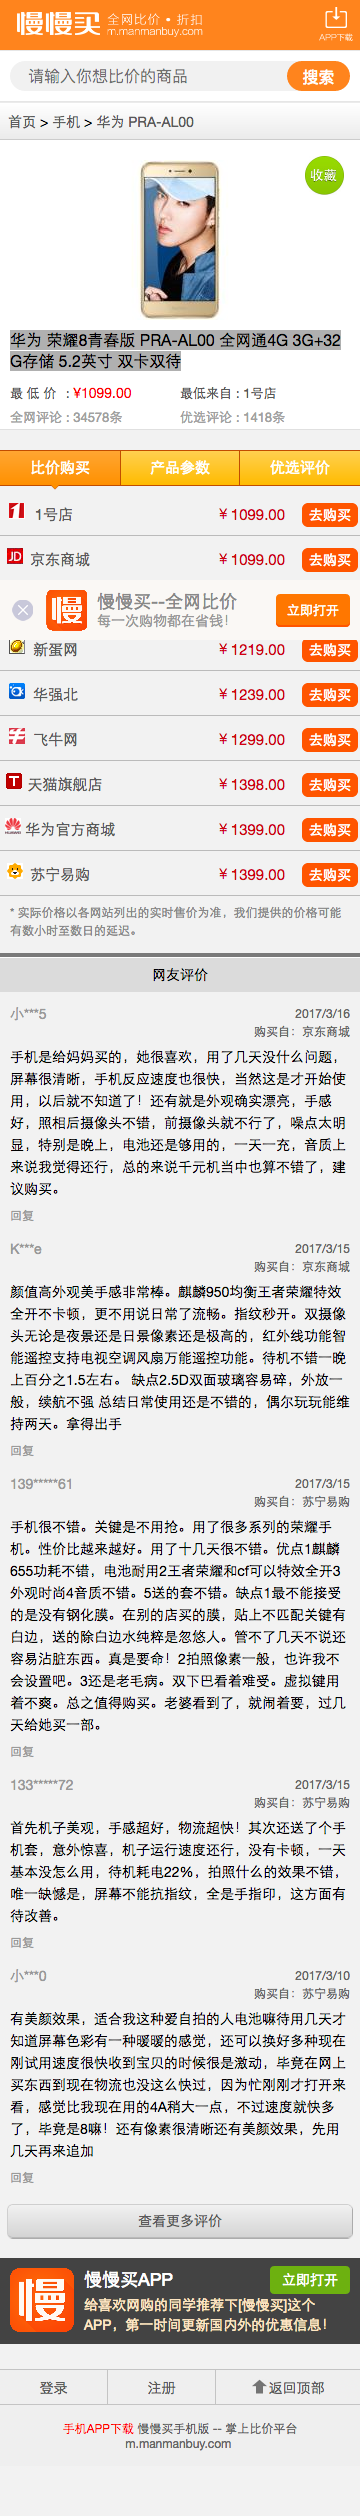 慢慢买 全网比价·折扣
m.manmanbuy.com
APP下载
请输入你想比价的商品 搜索
首页 > 手机 > 华为 PRA-AL00
收藏
华为 荣耀8青春版 PRA-AL00 全网通4G 3G+32
G存储 5.2英寸 双卡双待
最 低 价 : ¥1099.00 最低来自 : 1号店
全网评论 : 34578条 优选评论 : 1418条
比价购买 产品参数 优选评价
1号店 ¥ 1099.00 去购买
JD 京东商城 ¥ 1099.00 去购买
慢 慢慢买--全网比价 立即打开
每一次购物都在省钱！
新蛋网 ¥ 1219.00 去购买
华强北 ¥ 1239.00 去购买
飞牛网 ¥ 1299.00 去购买
T 天猫旗舰店 ¥ 1398.00 去购买
华为官方商城 ¥ 1399.00 去购买
苏宁易购 ¥ 1399.00 去购买
* 实际价格以各网站列出的实时售价为准，我们提供的价格可能
有数小时至数日的延迟。
网友评价
小***5 2017/3/16
购买自：京东商城
手机是给妈妈买的，她很喜欢，用了几天没什么问题，
屏幕很清晰，手机反应速度也很快，当然这是才开始使
用，以后就不知道了！还有就是外观确实漂亮，手感
好，照相后摄像头不错，前摄像头就不行了，噪点太明
显，特别是晚上，电池还是够用的，一天一充，音质上
来说我觉得还行，总的来说千元机当中也算不错了，建
议购买。
回复
K***e 2017/3/15
购买自：京东商城
颜值高外观美手感非常棒。麒麟950均衡王者荣耀特效
全开不卡顿，更不用说日常了流畅。指纹秒开。双摄像
头无论是夜景还是日景像素还是极高的，红外线功能智
能遥控支持电视空调风扇万能遥控功能。待机不错一晚
上百分之1.5左右。 缺点2.5D双面玻璃容易碎，外放一
般，续航不强 总结日常使用还是不错的，偶尔玩玩能维
持两天。拿得出手
回复
139*****61 2017/3/15
购买自：苏宁易购
手机很不错。关键是不用抢。用了很多系列的荣耀手
机。性价比越来越好。用了十几天很不错。优点1麒麟
655功耗不错，电池耐用2王者荣耀和cf可以特效全开3
外观时尚4音质不错。5送的套不错。缺点1最不能接受
的是没有钢化膜。在别的店买的膜，贴上不匹配关键有
白边，送的除白边水纯粹是忽悠人。管不了几天不说还
容易沾脏东西。真是要命！2拍照像素一般，也许我不
会设置吧。3还是老毛病。双下巴看着难受。虚拟键用
着不爽。总之值得购买。老婆看到了，就闹着要，过几
天给她买一部。
回复
133*****72 2017/3/15
购买自：苏宁易购
首先机子美观，手感超好，物流超快！其次还送了个手
机套，意外惊喜，机子运行速度还行，没有卡顿，一天
基本没怎么用，待机耗电22%，拍照什么的效果不错，
唯一缺憾是，屏幕不能抗指纹，全是手指印，这方面有
待改善。
回复
小***0 2017/3/10
购买自：苏宁易购
有美颜效果，适合我这种爱自拍的人电池嘛待用几天才
知道屏幕色彩有一种暖暖的感觉，还可以换好多种现在
刚试用速度很快收到宝贝的时候很是激动，毕竟在网上
买东西到现在物流也没这么快过，因为忙刚刚才打开来
看，感觉比我现在用的4A稍大一点，不过速度就快多
了，毕竟是8嘛！还有像素很清晰还有美颜效果，先用
几天再来追加
回复
查看更多评价
慢 慢慢买APP 立即打开
给喜欢网购的同学推荐下[慢慢买]这个
APP，第一时间更新国内外的优惠信息！
登录 注册 返回顶部
手机APP下载 慢慢买手机版 -- 掌上比价平台
m.manmanbuy.com